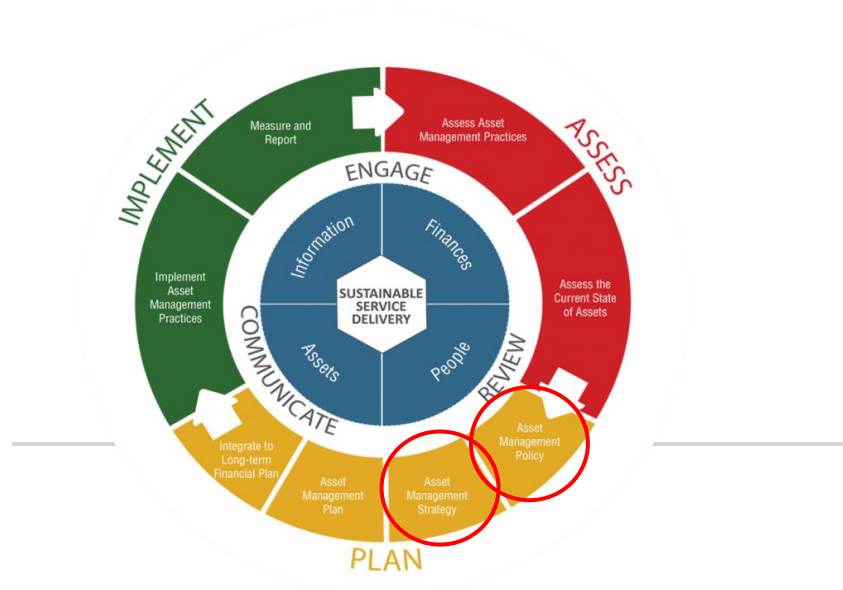 IMPLEMENT
ASSESS
Measure and
Report
Assess Asset
Management Practices
ENGAGE
Information
Finances
Implement
Asset
Management
Practices
SUSTAINABLE
SERVICE
DELIVERY
Assess the
Current State
of Assets
COMMUNICATE
Assets
People
REVIEW
Integrate to
Long-term
Financial Plan
Asset
Management
Plan
Asset
Management
Strategy
Asset
Management
Policy
PLAN